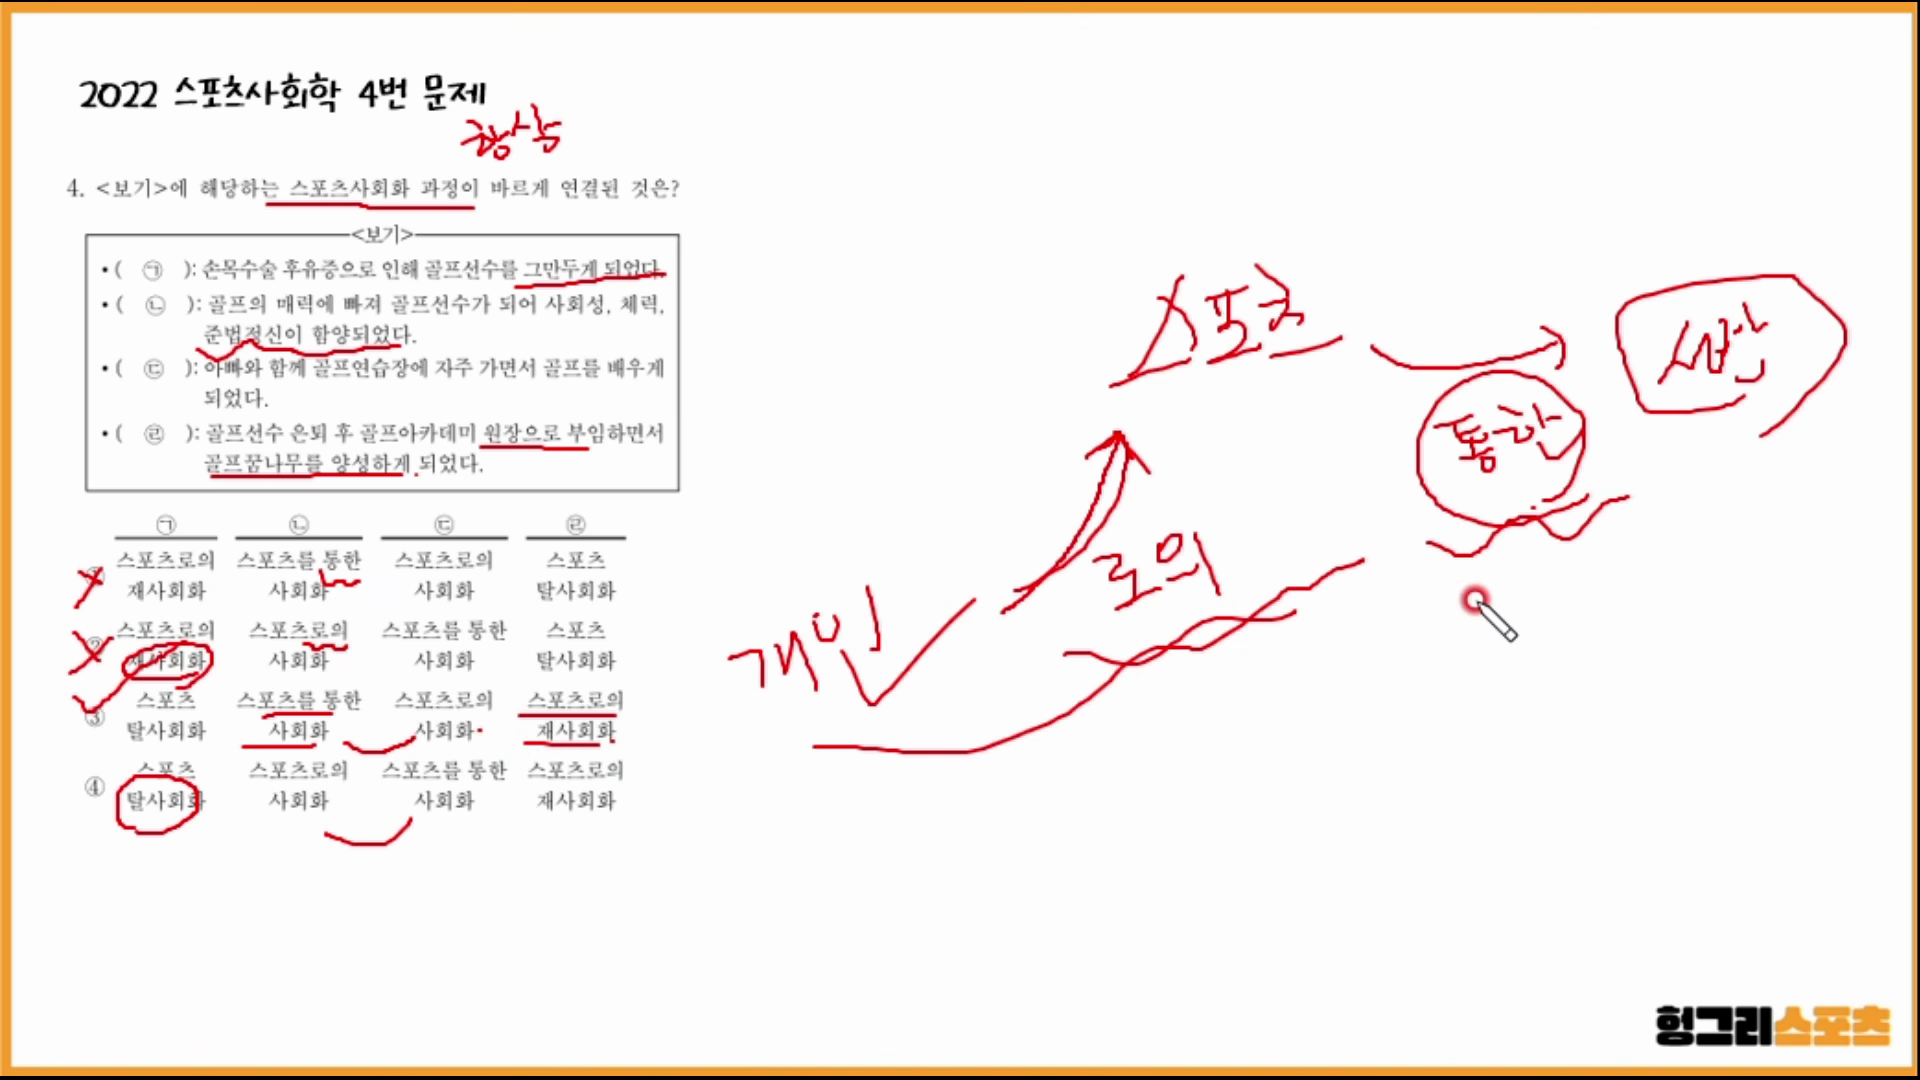 2022 스포츠사회학 4번 문제
항상
4. <보기>에 해당하는 스포츠사회화 과정이 바르게 연결된 것은?
<보기>
• ( ㉠ ): 손목수술 후유증으로 인해 골프선수를 그만두게 되었다.
• ( ㉡ ): 골프의 매력에 빠져 골프선수가 되어 사회성, 체력,
준법정신이 함양되었다.
• ( ㉢ ): 아빠와 함께 골프연습장에 자주 가면서 골프를 배우게
되었다.
• ( ㉣ ): 골프선수 은퇴 후 골프아카데미 원장으로 부임하면서
골프꿈나무를 양성하게 되었다.
㉠ ㉡ ㉢ ㉣
① 스포츠로의 스포츠를 통한 스포츠로의 스포츠
재사회화 사회화 사회화 탈사회화
② 스포츠로의 스포츠로의 스포츠를 통한 스포츠
재사회화 사회화 사회화 탈사회화
③ 스포츠 스포츠를 통한 스포츠로의 스포츠로의
탈사회화 사회화 사회화 재사회화
④ 스포츠 스포츠로의 스포츠를 통한 스포츠로의
탈사회화 사회화 사회화 재사회화
스포츠
통한
로의
개인
헝그리스포츠